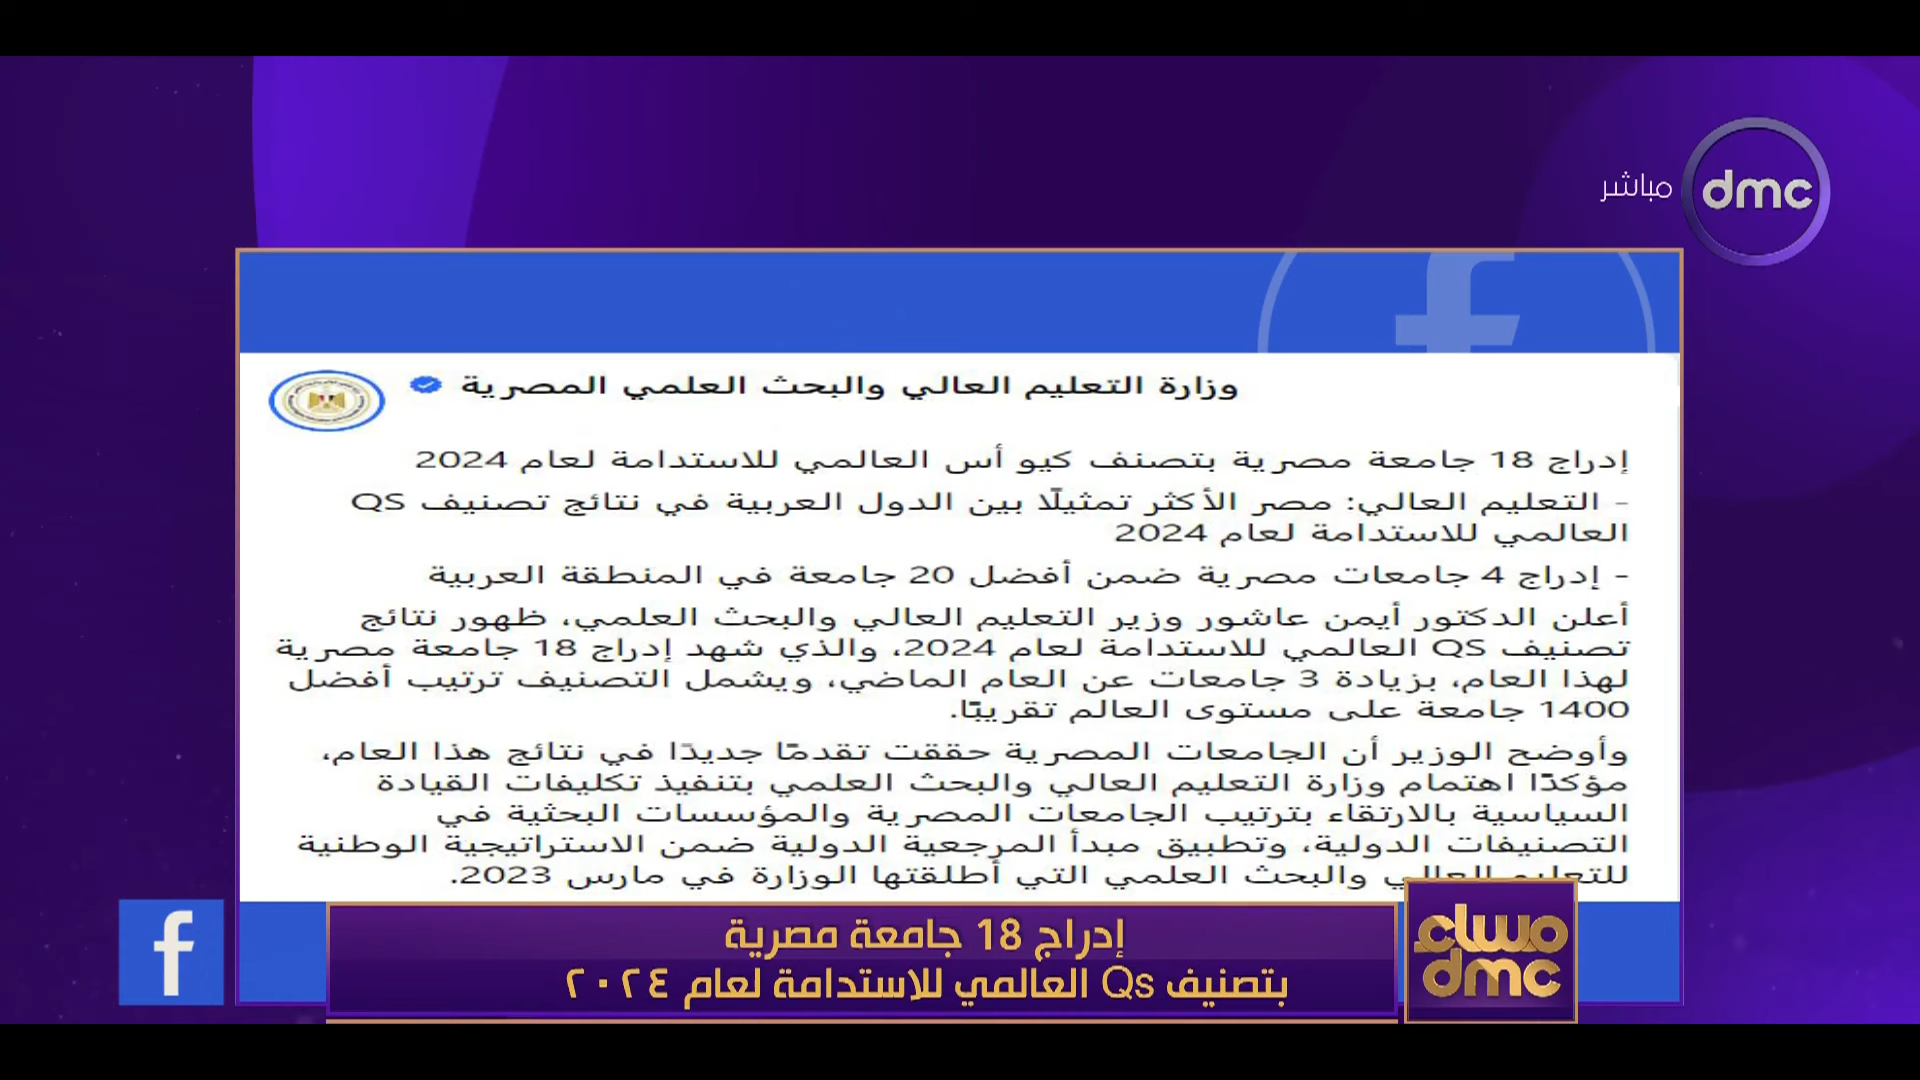 dmc
مباشر
وزارة التعليم العالي والبحث العلمي المصرية
إدراج 18 جامعة مصرية بتصنف كيو أس العالمي للاستدامة لعام 2024
- التعليم العالي: مصر الأكثر تمثيلًا بين الدول العربية في نتائج تصنيف QS
العالمي للاستدامة لعام 2024
- إدراج 4 جامعات مصرية ضمن أفضل 20 جامعة في المنطقة العربية
أعلن الدكتور أيمن عاشور وزير التعليم العالي والبحث العلمي، ظهور نتائج
تصنيف QS العالمي للاستدامة لعام 2024، والذي شهد إدراج 18 جامعة مصرية
لهذا العام، بزيادة 3 جامعات عن العام الماضي، ويشمل التصنيف ترتيب أفضل
1400 جامعة على مستوى العالم تقريبًا.
وأوضح الوزير أن الجامعات المصرية حققت تقدمًا جديدًا في نتائج هذا العام،
مؤكدًا اهتمام وزارة التعليم العالي والبحث العلمي بتنفيذ تكليفات القيادة
السياسية بالارتقاء بترتيب الجامعات المصرية والمؤسسات البحثية في
التصنيفات الدولية، وتطبيق مبدأ المرجعية الدولية ضمن الاستراتيجية الوطنية
للتعليم العالي والبحث العلمي التي أطلقتها الوزارة في مارس 2023.
إدراج 18 جامعة مصرية
بتصنيف Qs العالمي للاستدامة لعام ٢٠٢٤
مساء
dmc